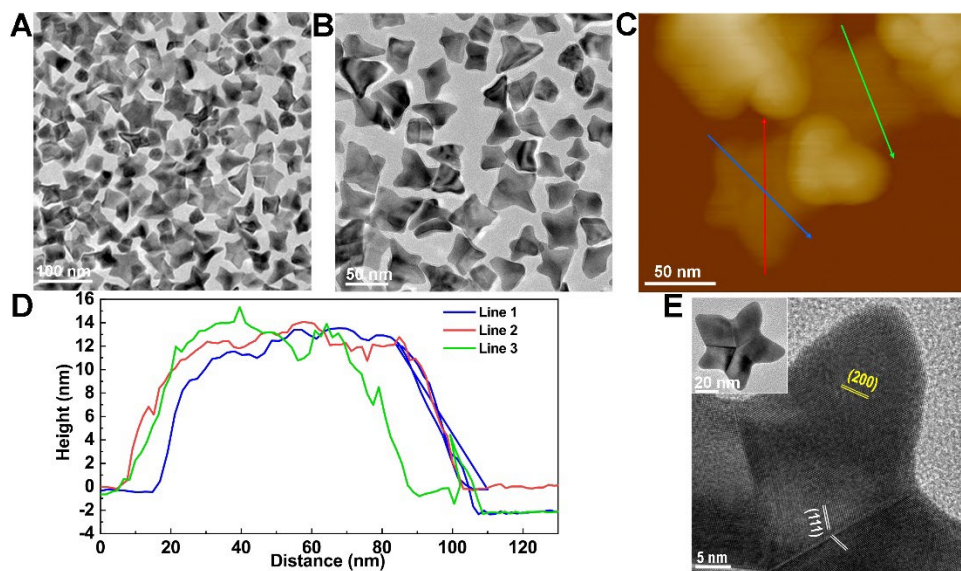 A
100 nm
B
50 nm
C
50 nm
D
16
14
12
10
8
6
4
2
0
-2
-4
Height (nm)
Line 1
Line 2
Line 3
0
20
40
60
80
100
120
Distance (nm)
E
20 nm
(200)
(111)
5 nm